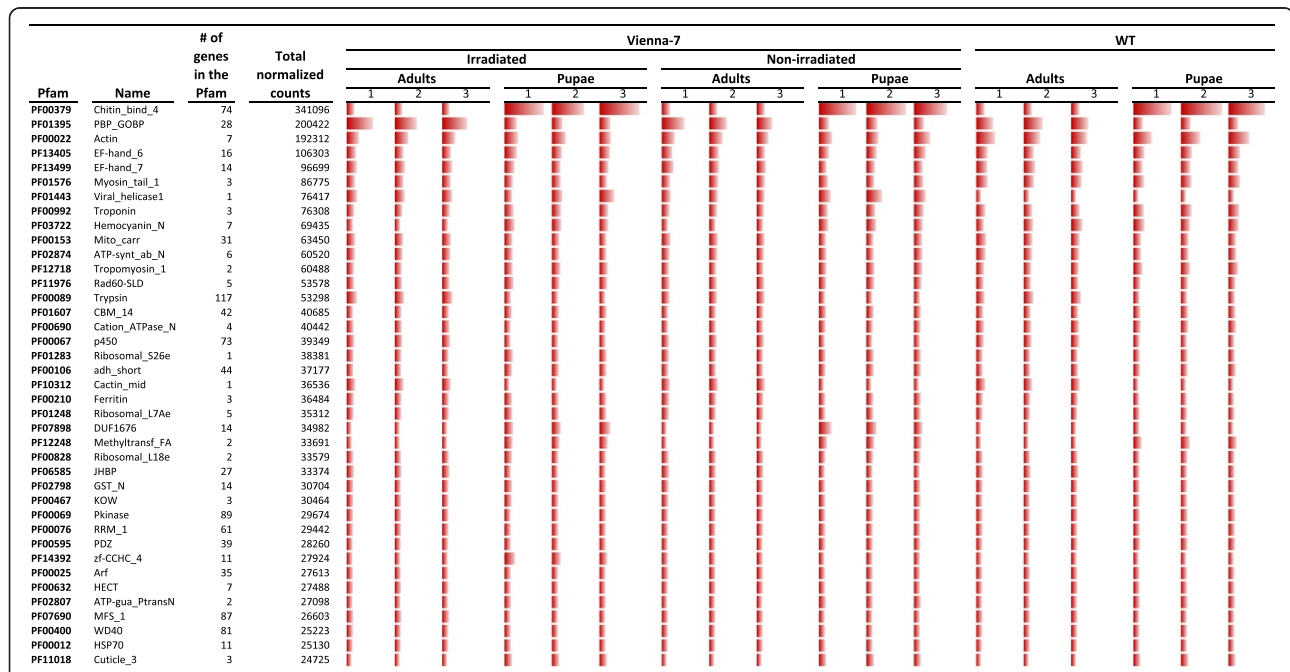 # of
genes
in the
Pfam
Total
normalized
counts
Vienna-7 WT
Irradiated Non-irradiated
Adults Pupae Adults Pupae Adults Pupae
Pfam Name 1 2 3 1 2 3 1 2 3 1 2 3 1 2 3 1 2 3
PF00379 Chitin_bind_4 74 341096
PF01395 PBP_GOBP 28 200422
PF00022 Actin 7 192312
PF13405 EF-hand_6 16 106303
PF13499 EF-hand_7 14 96699
PF01576 Myosin_tail_1 3 86775
PF01443 Viral_helicase1 1 76417
PF00992 Troponin 3 76308
PF03722 Hemocyanin_N 7 69435
PF00153 Mito_carr 31 63450
PF02874 ATP-synt_ab_N 6 60520
PF12718 Tropomyosin_1 2 60488
PF11976 Rad60-SLD 5 53578
PF00089 Trypsin 117 53298
PF01607 CBM_14 42 40685
PF00690 Cation_ATPase_N 4 40442
PF00067 p450 73 39349
PF01283 Ribosomal_S26e 1 38381
PF00106 adh_short 44 37177
PF10312 Cactin_mid 1 36536
PF00210 Ferritin 3 36484
PF01248 Ribosomal_L7Ae 5 35312
PF07898 DUF1676 14 34982
PF12248 Methyltransf_FA 2 33691
PF00828 Ribosomal_L18e 2 33579
PF06585 JHBP 27 33374
PF02798 GST_N 14 30704
PF00467 KOW 3 30464
PF00069 Pkinase 89 29674
PF00076 RRM_1 61 29442
PF00595 PDZ 39 28260
PF14392 zf-CCHC_4 11 27924
PF00025 Arf 35 27613
PF00632 HECT 7 27488
PF02807 ATP-gua_PtransN 2 27098
PF07690 MFS_1 87 26603
PF00400 WD40 81 25223
PF00012 HSP70 11 25130
PF11018 Cuticle_3 3 24725